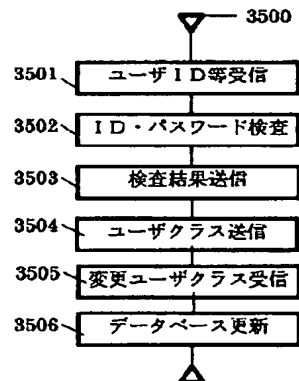 3500
3501 ユーザID等受信
3502 ID・パスワード検査
3503 検査結果送信
3504 ユーザクラス送信
3505 変更ユーザクラス受信
3506 データベース更新